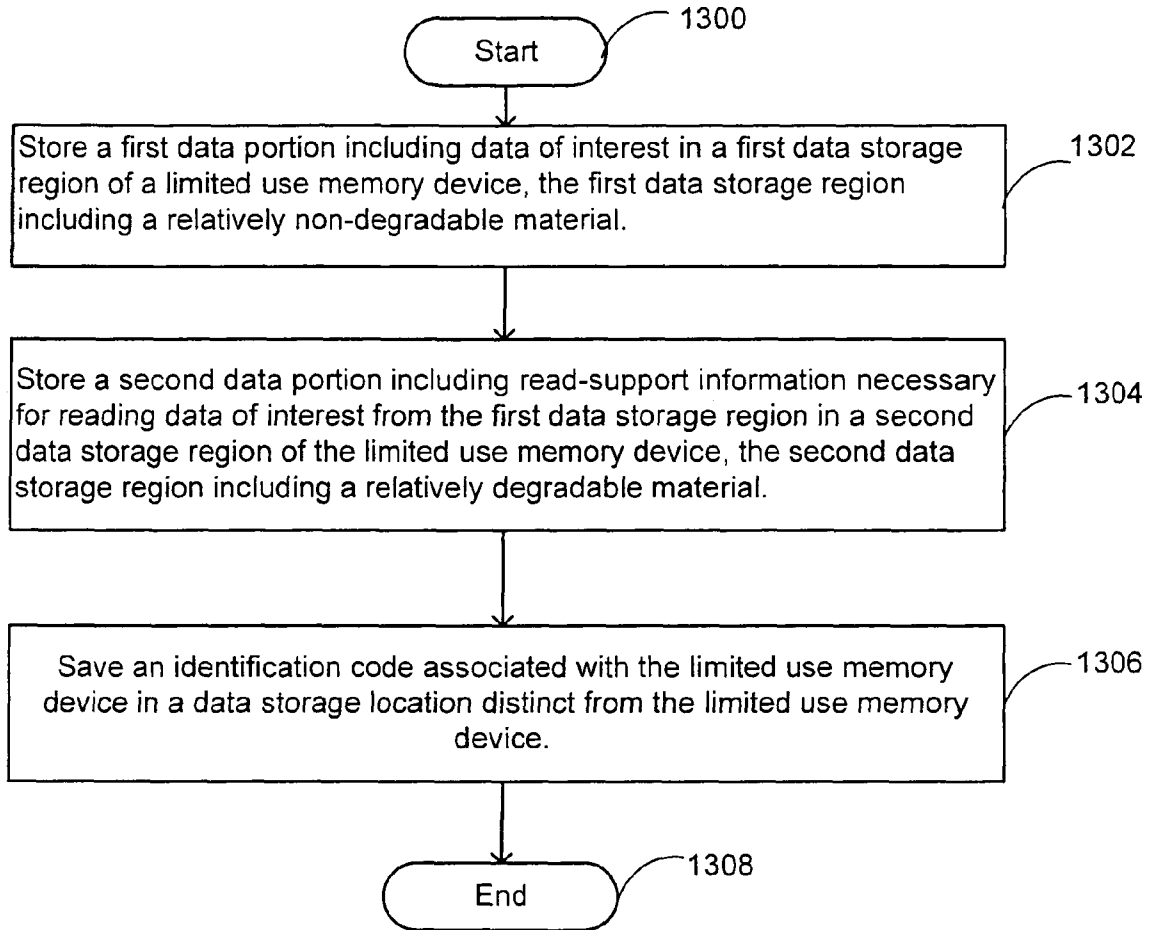 1300
Start
Store a first data portion including data of interest in a first data storage
region of a limited use memory device, the first data storage region
including a relatively non-degradable material.
1302
Store a second data portion including read-support information necessary
for reading data of interest from the first data storage region in a second
data storage region of the limited use memory device, the second data
storage region including a relatively degradable material.
1304
Save an identification code associated with the limited use memory
device in a data storage location distinct from the limited use memory
device.
1306
1308
End